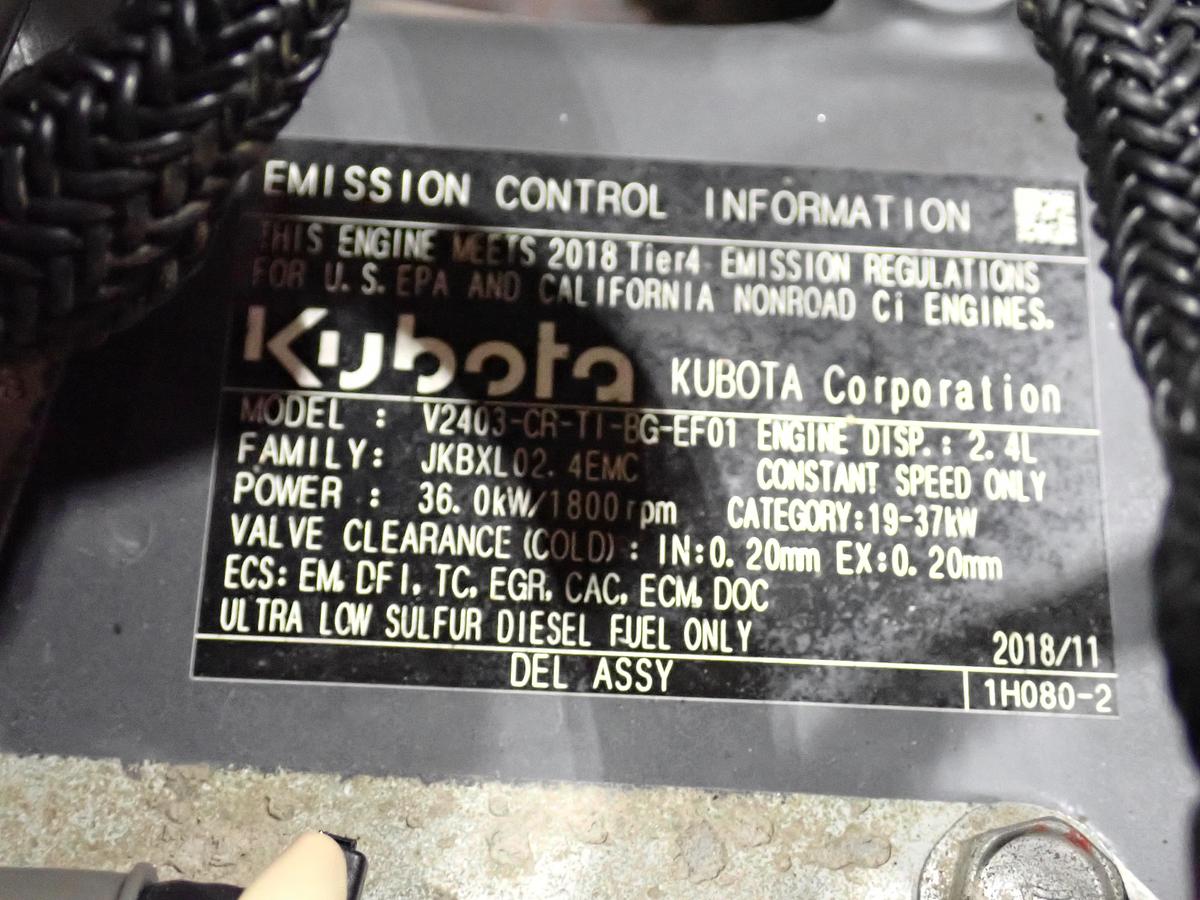 EMISSION CONTROL INFORMATION
THIS ENGINE MEETS 2018 Tier4 EMISSION REGULATIONS
FOR U.S. EPA AND CALIFORNIA NONROAD Ci ENGINES.
Kubota KUBOTA Corporation
MODEL : V2403-CR-TI-BG-EF01 ENGINE DISP.: 2.4L
FAMILY: JKBXL02.4EMC CONSTANT SPEED ONLY
POWER : 36.0kW/1800rpm CATEGORY:19-37kW
VALVE CLEARANCE (COLD) : IN:0.20mm EX:0.20mm
ECS: EM, DFI, TC, EGR, CAC, ECM, DOC
ULTRA LOW SULFUR DIESEL FUEL ONLY 2018/11
DEL ASSY 1H080-2